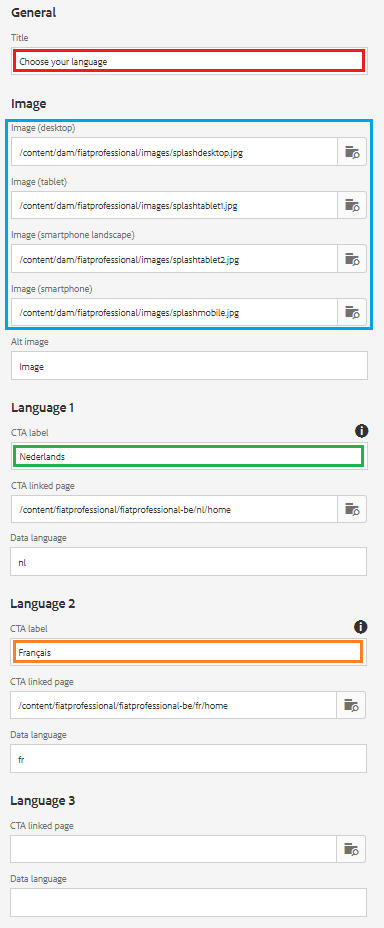 General
Title
Choose your language
Image
Image (desktop)
/content/dam/fiatprofessional/images/splashdesktop.jpg
Image (tablet)
/content/dam/fiatprofessional/images/splashtablet1.jpg
Image (smartphone landscape)
/content/dam/fiatprofessional/images/splashtablet2.jpg
Image (smartphone)
/content/dam/fiatprofessional/images/splashmobile.jpg
Alt image
Image
Language 1
CTA label
Nederlands
CTA linked page
/content/fiatprofessional/fiatprofessional-be/nl/home
Data language
nl
Language 2
CTA label
Français
CTA linked page
/content/fiatprofessional/fiatprofessional-be/fr/home
Data language
fr
Language 3
CTA linked page
Data language